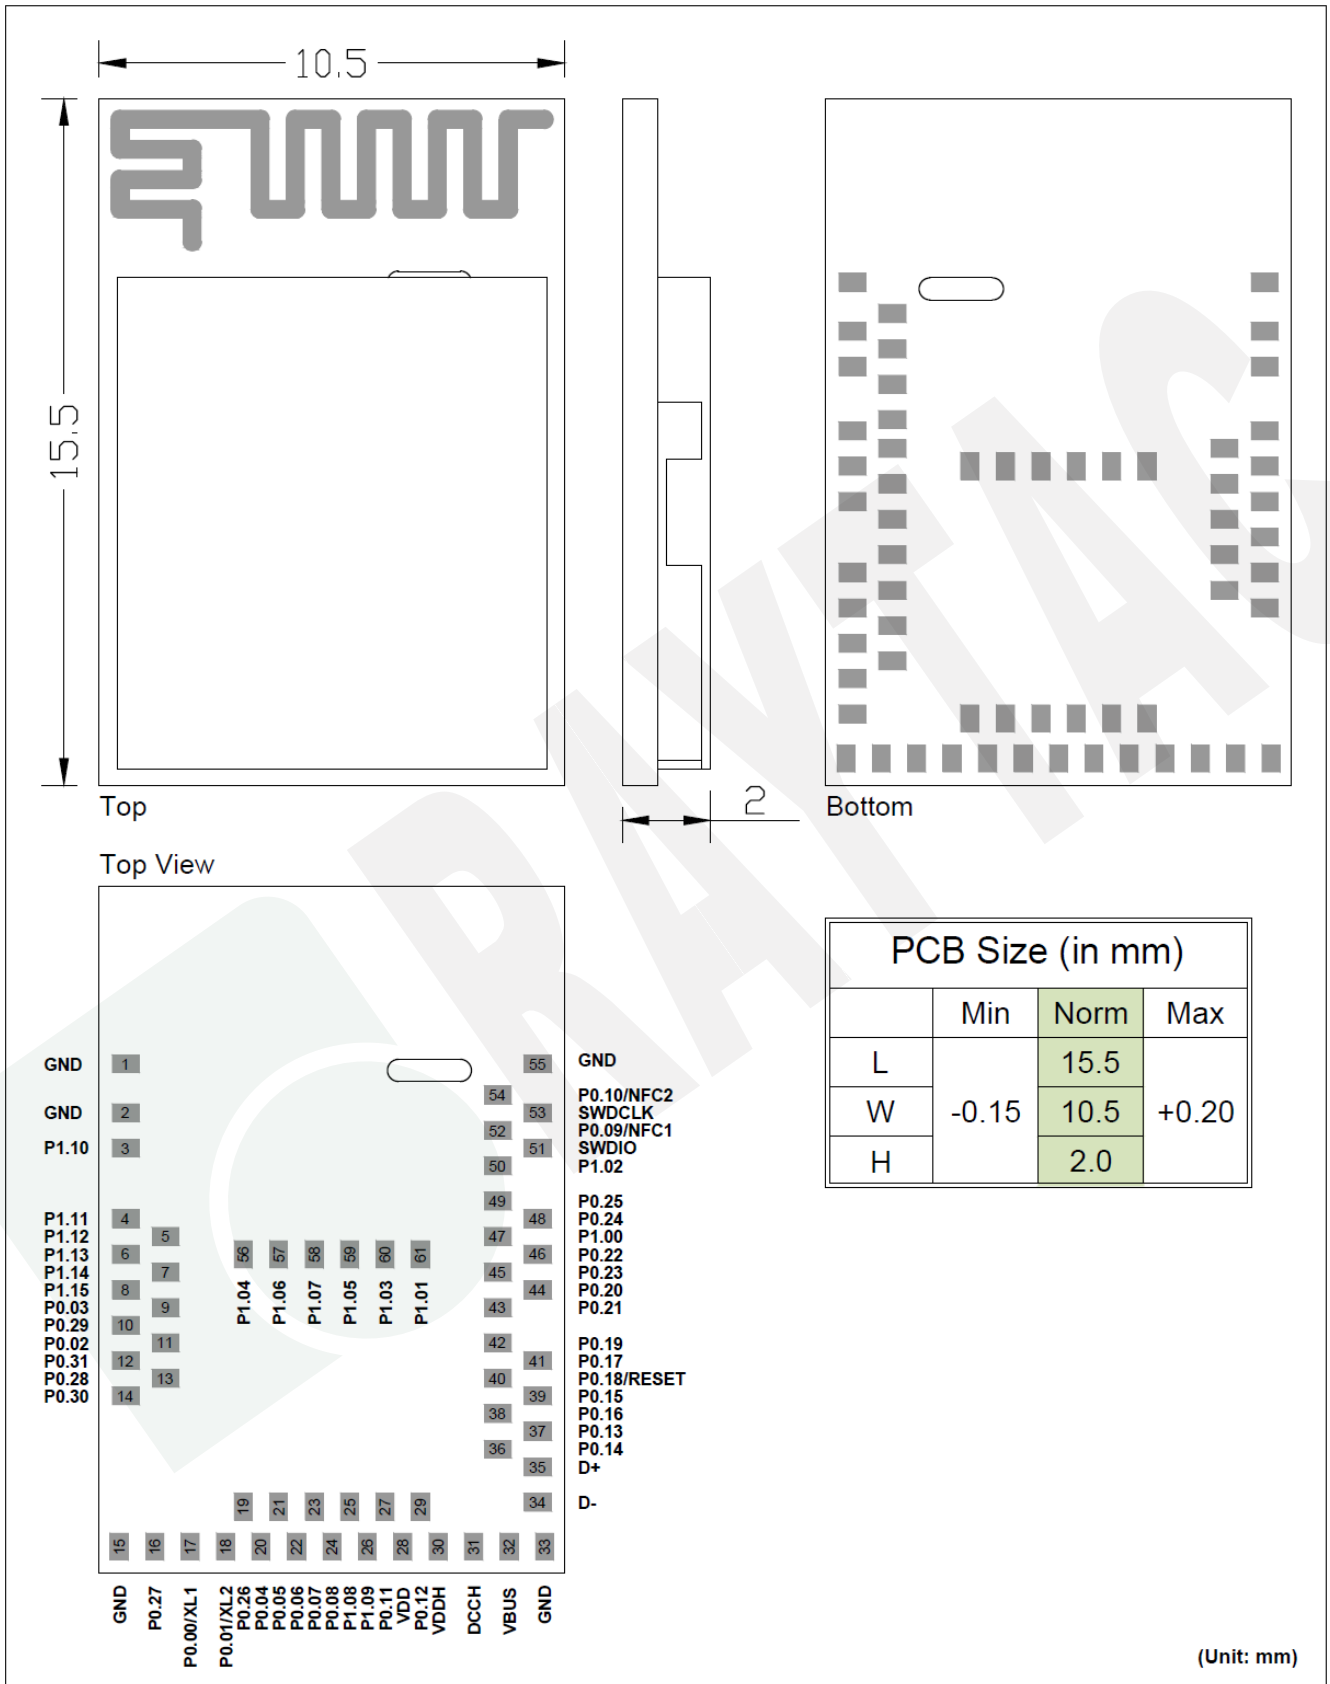 10.5
15.5
2
Top
Bottom
RAYTAC
Top View
PCB Size (in mm)
Min Norm Max
L 15.5
W -0.15 10.5 +0.20
H 2.0
GND 1
GND 2
P1.10 3
P1.11 4
P1.12 5
P1.13 6
P1.14 7
P1.15 8
P0.03 9
P0.29 10
P0.02 11
P0.31 12
P0.28 13
P0.30 14
56 57 58 59 60 61
P1.04 P1.06 P1.07 P1.05 P1.03 P1.01
55 GND
54 P0.10/NFC2
53 SWDCLK
52 P0.09/NFC1
51 SWDIO
50 P1.02
49 P0.25
48 P0.24
47 P1.00
46 P0.22
45 P0.23
44 P0.20
43 P0.21
42 P0.19
41 P0.17
40 P0.18/RESET
39 P0.15
38 P0.16
37 P0.13
36 P0.14
35 D+
34 D-
19 21 23 25 27 29
15 16 17 18 20 22 24 26 28 30 31 32 33
GND P0.27 P0.00/XL1 P0.01/XL2 P0.26 P0.04 P0.05 P0.06 P0.07 P0.08 P1.08 P1.09 P0.11 VDD P0.12 VDDH DCCH VBUS GND
(Unit: mm)